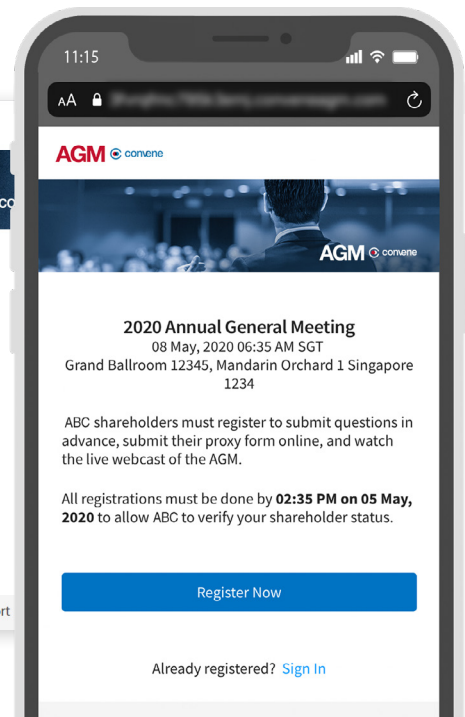 11:15
AA
AGM convene
co
AGM convene
2020 Annual General Meeting
08 May, 2020 06:35 AM SGT
Grand Ballroom 12345, Mandarin Orchard 1 Singapore
1234
ABC shareholders must register to submit questions in
advance, submit their proxy form online, and watch
the live webcast of the AGM.
All registrations must be done by 02:35 PM on 05 May,
2020 to allow ABC to verify your shareholder status.
Register Now
rt
Already registered? Sign In